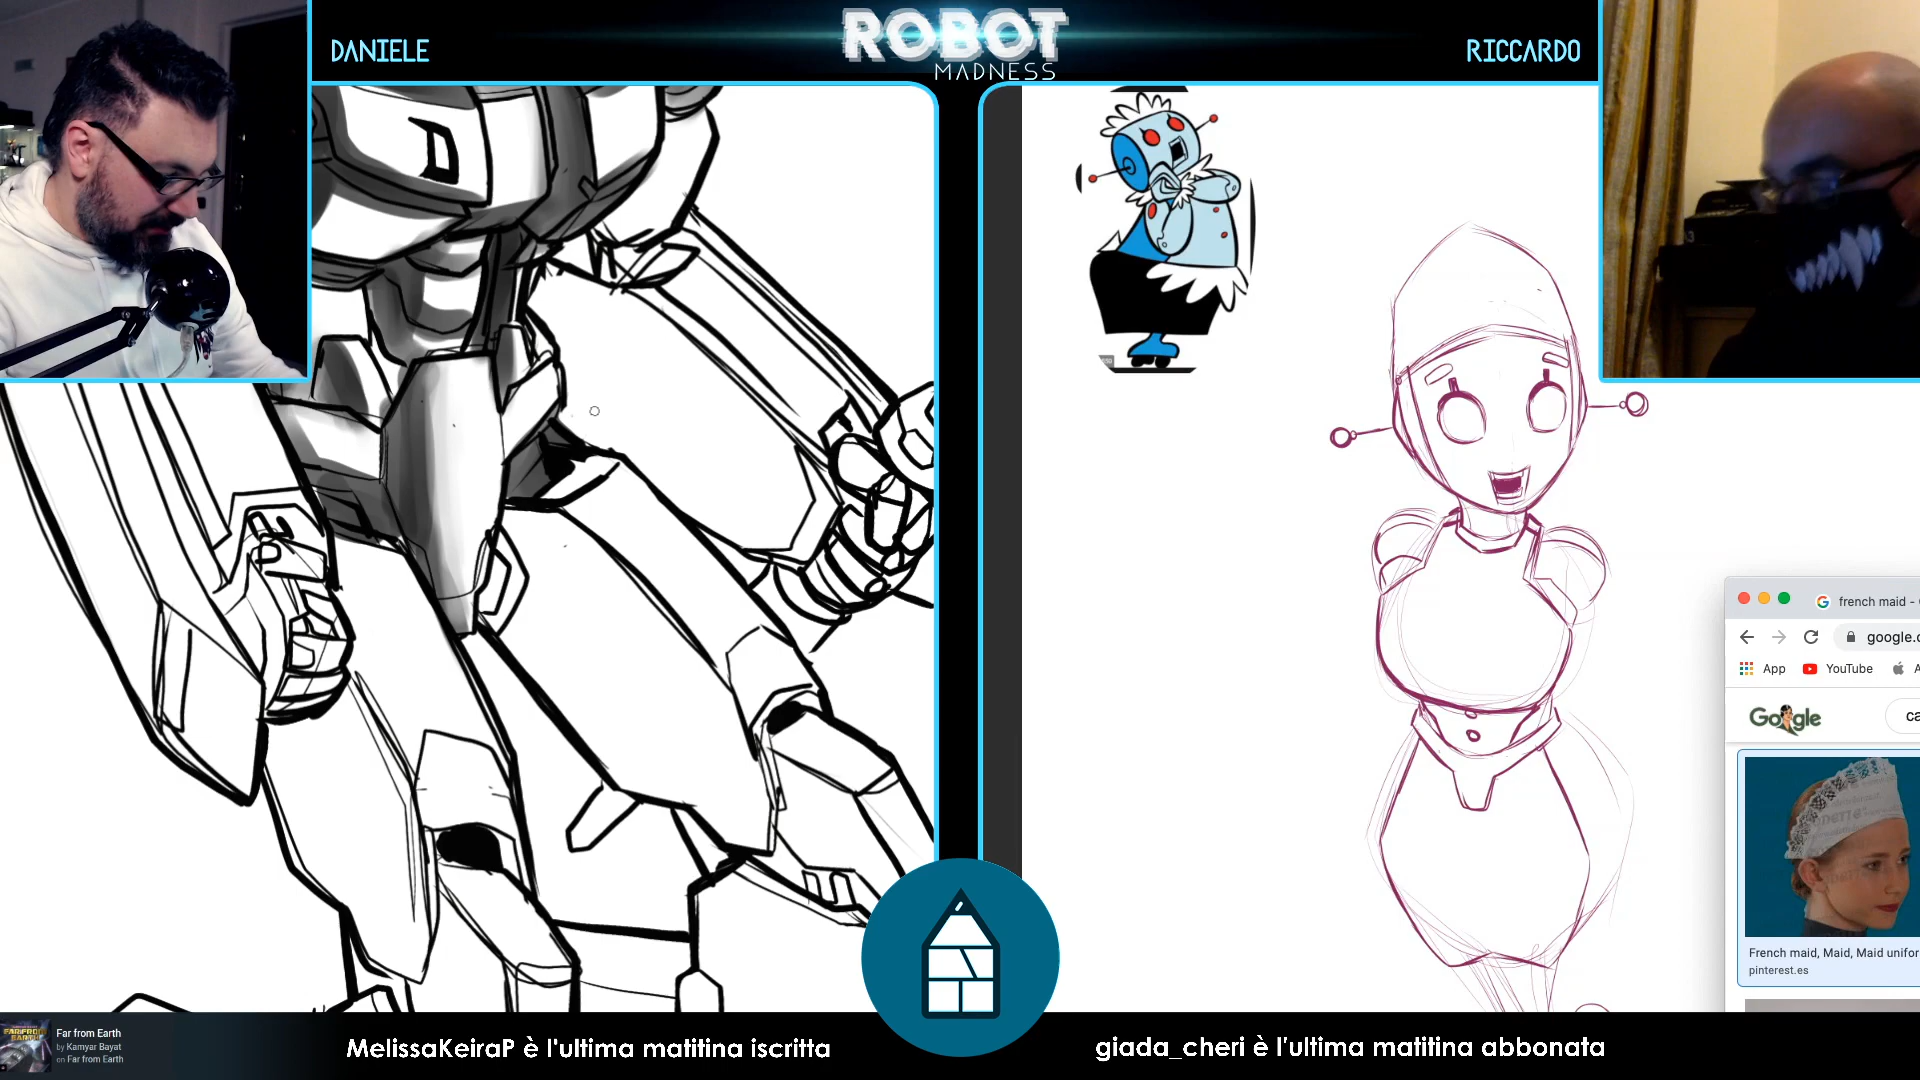 DANIELE
ROBOT
MADNESS
RICCARDO
D
french maid -
google.c
App
YouTube
Google
ca
French maid, Maid, Maid unifor
pinterest.es
Far from Earth
by Kamyar Bayat
on Far from Earth
MelissaKeiraP è l'ultima matitina iscritta
giada_cheri è l'ultima matitina abbonata